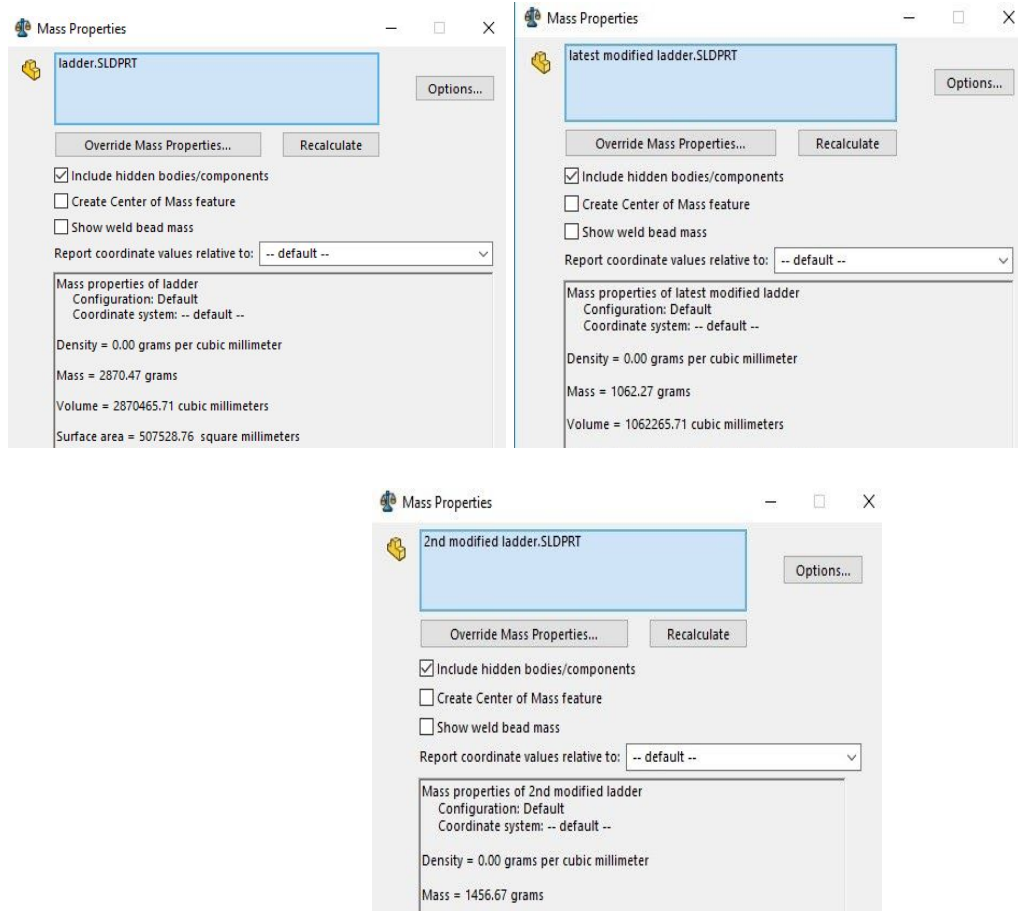 Mass Properties
ladder.SLDPRT
Options...
Override Mass Properties...
Recalculate
Include hidden bodies/components
Create Center of Mass feature
Show weld bead mass
Report coordinate values relative to: -- default --
Mass properties of ladder
Configuration: Default
Coordinate system: -- default --
Density = 0.00 grams per cubic millimeter
Mass = 2870.47 grams
Volume = 2870465.71 cubic millimeters
Surface area = 507528.76 square millimeters
Mass Properties
latest modified ladder.SLDPRT
Options...
Override Mass Properties...
Recalculate
Include hidden bodies/components
Create Center of Mass feature
Show weld bead mass
Report coordinate values relative to: -- default --
Mass properties of latest modified ladder
Configuration: Default
Coordinate system: -- default --
Density = 0.00 grams per cubic millimeter
Mass = 1062.27 grams
Volume = 1062265.71 cubic millimeters
Mass Properties
2nd modified ladder.SLDPRT
Options...
Override Mass Properties...
Recalculate
Include hidden bodies/components
Create Center of Mass feature
Show weld bead mass
Report coordinate values relative to: -- default --
Mass properties of 2nd modified ladder
Configuration: Default
Coordinate system: -- default --
Density = 0.00 grams per cubic millimeter
Mass = 1456.67 grams